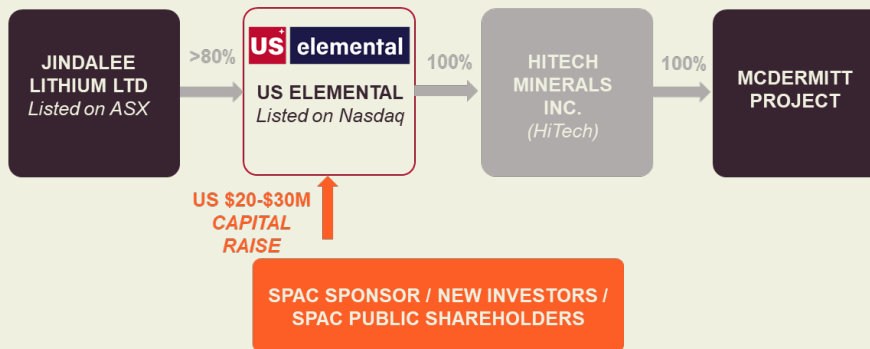 JINDALEE
LITHIUM LTD
Listed on ASX
>80%
US elemental
US ELEMENTAL
Listed on Nasdaq
100%
HITECH
MINERALS
INC.
(HiTech)
100%
MCDERMITT
PROJECT
US $20-$30M
CAPITAL
RAISE
SPAC SPONSOR / NEW INVESTORS /
SPAC PUBLIC SHAREHOLDERS